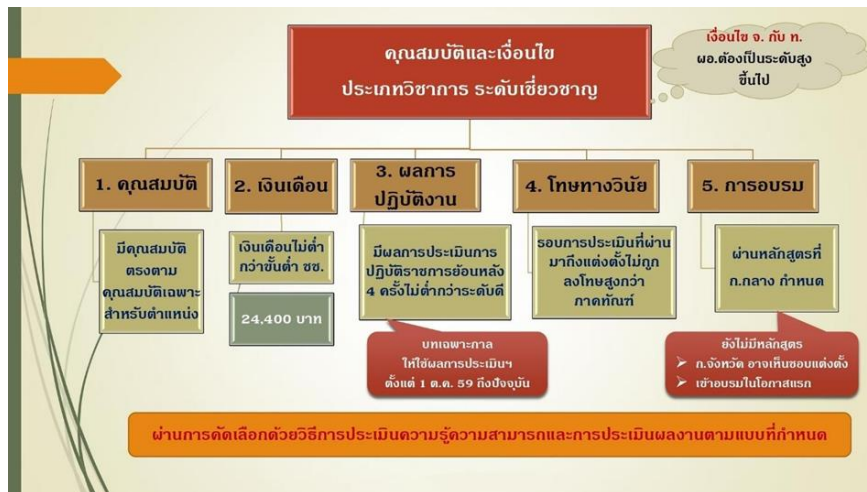 คุณสมบัติและเงื่อนไข
ประเภทวิชาการ ระดับเชี่ยวชาญ
เงื่อนไข จ. กับ ท.
ผอ.ต้องเป็นระดับสูง
ขึ้นไป
1. คุณสมบัติ
มีคุณสมบัติ
ตรงตาม
คุณสมบัติเฉพาะ
สำหรับตำแหน่ง
2. เงินเดือน
เงินเดือนไม่ต่ำ
กว่าขั้นต่ำ ชช.
24,400 บาท
3. ผลการ
ปฏิบัติงาน
มีผลการประเมินการ
ปฏิบัติราชการย้อนหลัง
4 ครั้งไม่ต่ำกว่าระดับดี
บทเฉพาะกาล
ให้ใช้ผลการประเมินฯ
ตั้งแต่ 1 ต.ค. 59 ถึงปัจจุบัน
4. โทษทางวินัย
รอบการประเมินที่ผ่าน
มาถึงแต่งตั้งไม่ถูก
ลงโทษสูงกว่า
ภาคทัณฑ์
5. การอบรม
ผ่านหลักสูตรที่
ก.กลาง กำหนด
ยังไม่มีหลักสูตร
➢ ก.จังหวัด อาจเห็นชอบแต่งตั้ง
➢ เข้าอบรมในโอกาสแรก
ผ่านการคัดเลือกด้วยวิธีการประเมินความรู้ความสามารถและการประเมินผลงานตามแบบที่กำหนด